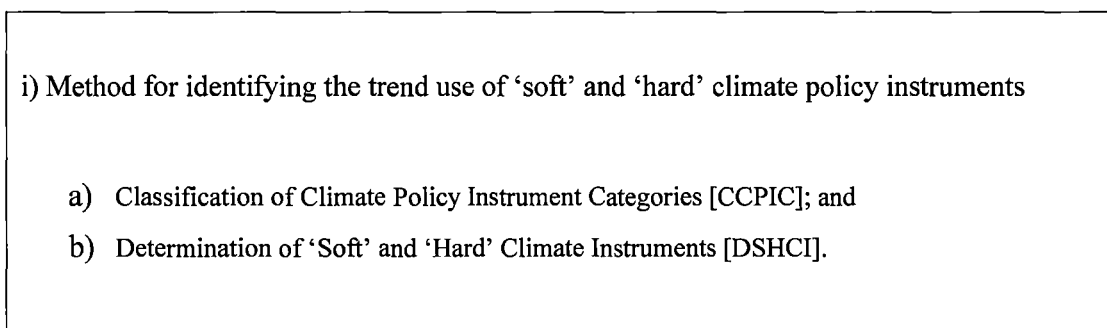 i) Method for identifying the trend use of ‘soft’ and ‘hard’ climate policy instruments
a) Classification of Climate Policy Instrument Categories [CCPIC]; and
b) Determination of ‘Soft’ and ‘Hard’ Climate Instruments [DSHCI].